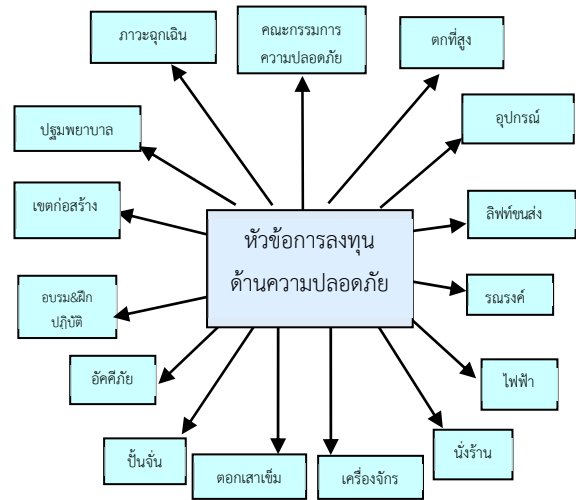 ภาวะฉุกเฉิน
คณะกรรมการ
ความปลอดภัย
ตกที่สูง
ปฐมพยาบาล
อุปกรณ์
เขตก่อสร้าง
ลิฟท์ขนส่ง
หัวข้อการลงทุน
ด้านความปลอดภัย
อบรม&ฝึก
ปฏิบัติ
รณรงค์
อัคคีภัย
ไฟฟ้า
ปั้นจั่น
ตอกเสาเข็ม
เครื่องจักร
นั่งร้าน